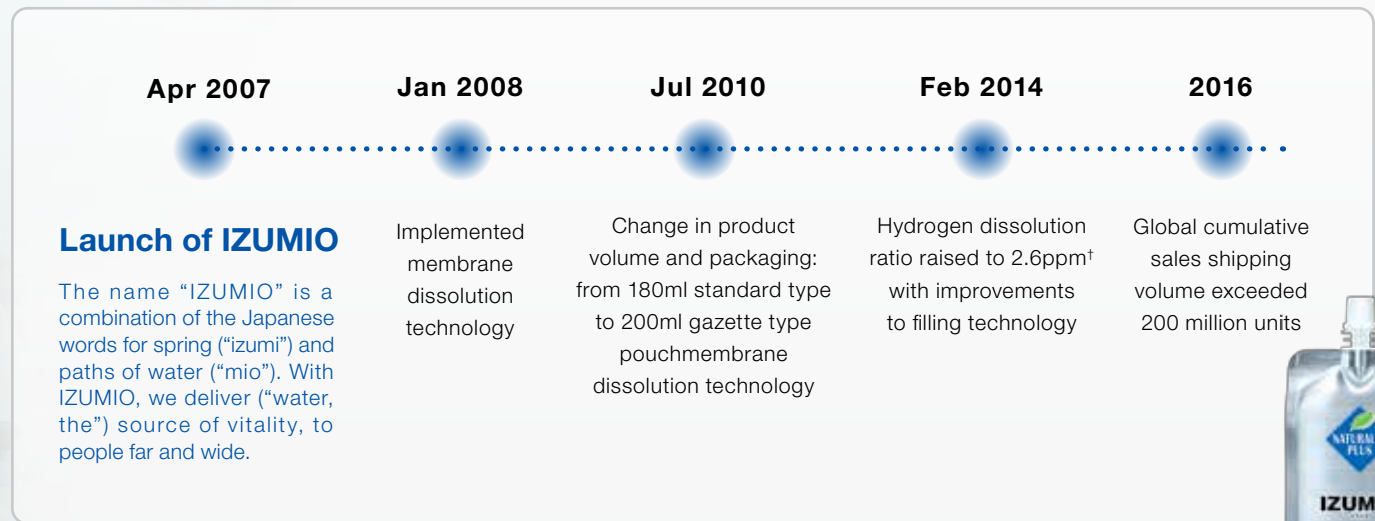 Apr 2007
Launch of IZUMIO
The name “IZUMIO” is a
combination of the Japanese
words for spring (“izumi”) and
paths of water (“mio”). With
IZUMIO, we deliver (“water,
the”) source of vitality, to
people far and wide.
Jan 2008
Implemented
membrane
dissolution
technology
Jul 2010
Change in product
volume and packaging:
from 180ml standard type
to 200ml gazette type
pouchmembrane
dissolution technology
Feb 2014
Hydrogen dissolution
ratio raised to 2.6ppm†
with improvements
to filling technology
2016
Global cumulative
sales shipping
volume exceeded
200 million units
NATURAL
PLUS
IZUM